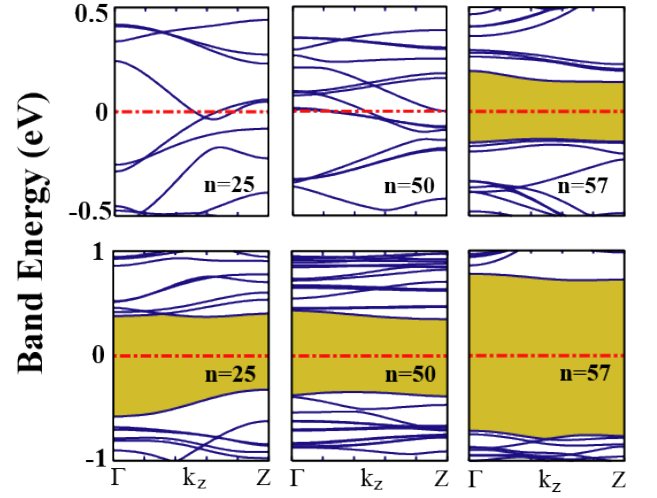 Band Energy (eV)
0.5
0
-0.5
n=25
n=50
n=57
1
0
-1
n=25
n=50
n=57
Γ kz Z Γ kz Z Γ kz Z